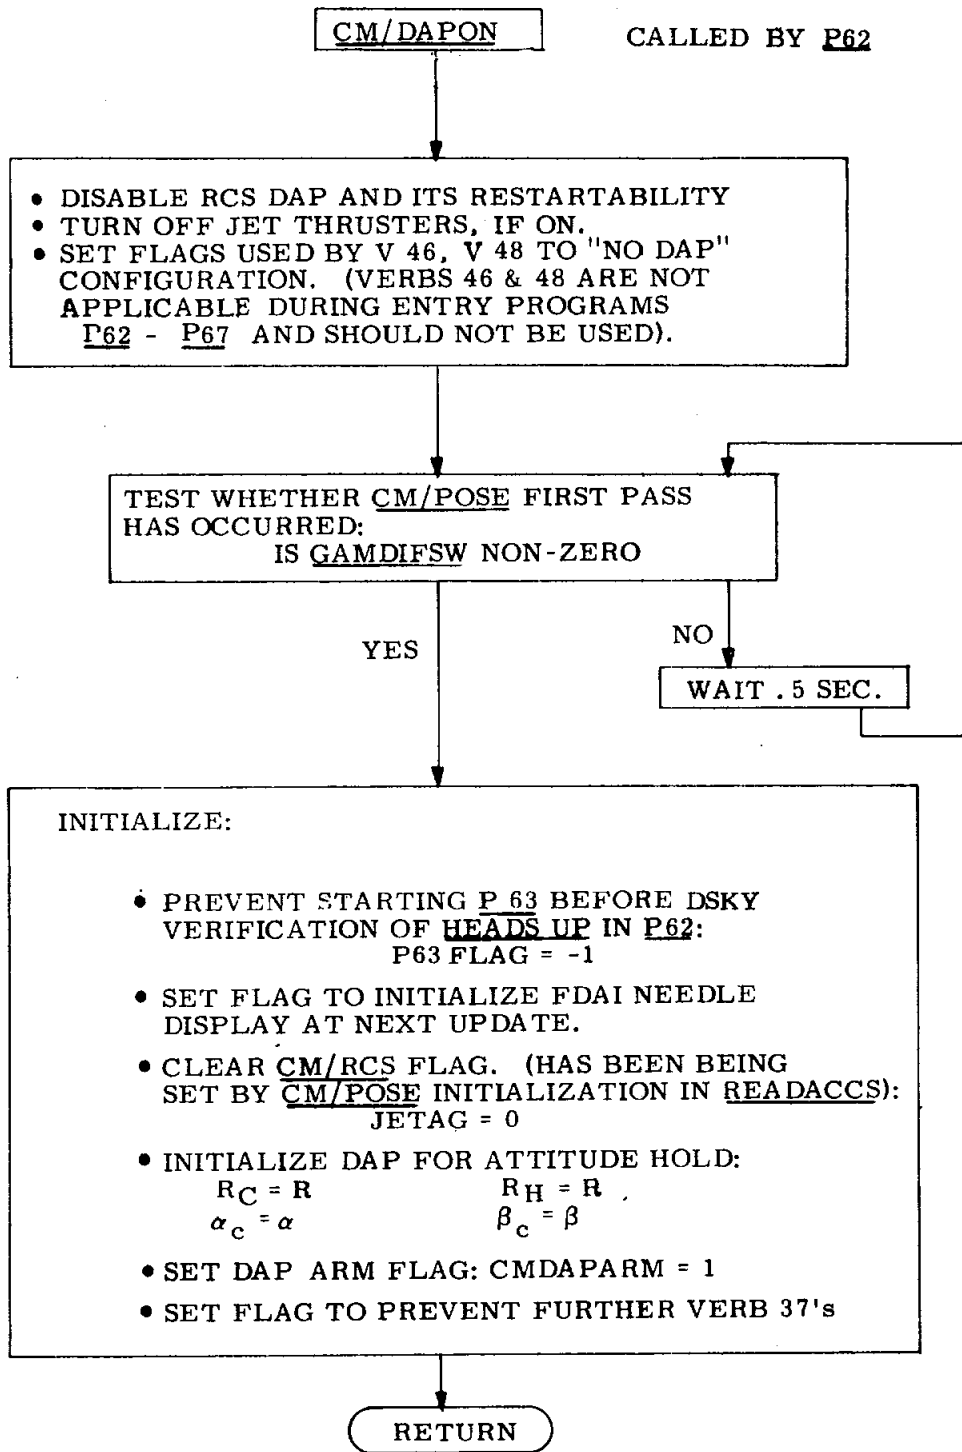 CM/DAPON
CALLED BY P62
• DISABLE RCS DAP AND ITS RESTARTABILITY
• TURN OFF JET THRUSTERS, IF ON.
• SET FLAGS USED BY V 46, V 48 TO "NO DAP"
CONFIGURATION. (VERBS 46 & 48 ARE NOT
APPLICABLE DURING ENTRY PROGRAMS
P62 - P67 AND SHOULD NOT BE USED).
TEST WHETHER CM/POSE FIRST PASS
HAS OCCURRED:
IS GAMDIFSW NON-ZERO
YES
NO
WAIT .5 SEC.
INITIALIZE:
• PREVENT STARTING P 63 BEFORE DSKY
VERIFICATION OF HEADS UP IN P62:
P63 FLAG = -1
• SET FLAG TO INITIALIZE FDAI NEEDLE
DISPLAY AT NEXT UPDATE.
• CLEAR CM/RCS FLAG. (HAS BEEN BEING
SET BY CM/POSE INITIALIZATION IN READACCS):
JETAG = 0
• INITIALIZE DAP FOR ATTITUDE HOLD:
R_C = R R_H = R
α_c = α β_c = β
• SET DAP ARM FLAG: CMDAPARM = 1
• SET FLAG TO PREVENT FURTHER VERB 37's
RETURN